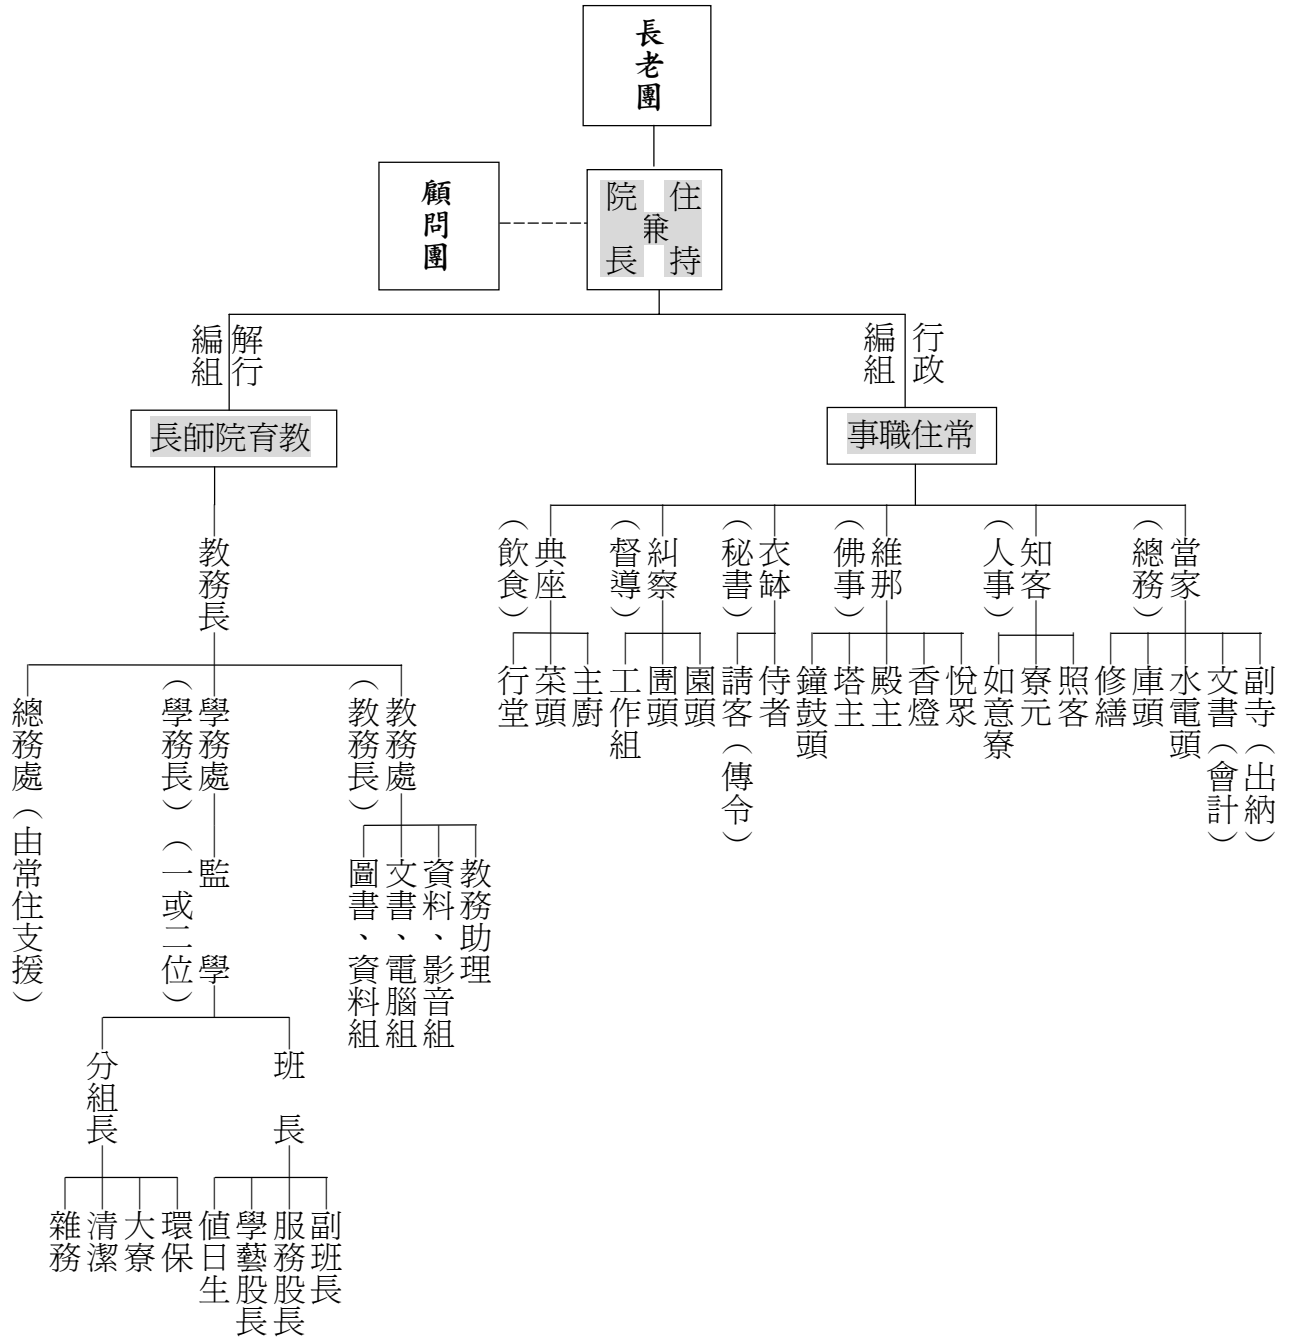 長老團
顧問團
住持
兼
院長
行政
編組
解行
編組
事職住常
長師院育教
當家
（總務）
知客
（人事）
維那
（佛事）
衣缽
（秘書）
糾察
（督導）
典座
（飲食）
副寺（出納）
文書（會計）
水電頭
庫頭
修繕
照客
寮元
如意寮
悅眾
香燈
殿主
塔主
鐘鼓頭
侍者
請客（傳令）
園頭
圊頭
工作組
主廚
菜頭
行堂
教務長
教務處
（教務長）
學務處
（學務長）
總務處（由常住支援）
教務助理
資料、影音組
文書、電腦組
圖書、資料組
監學
（一或二位）
班長
分組長
副班長
服務股長
學藝股長
值日生
環保
大寮
清潔
雜務